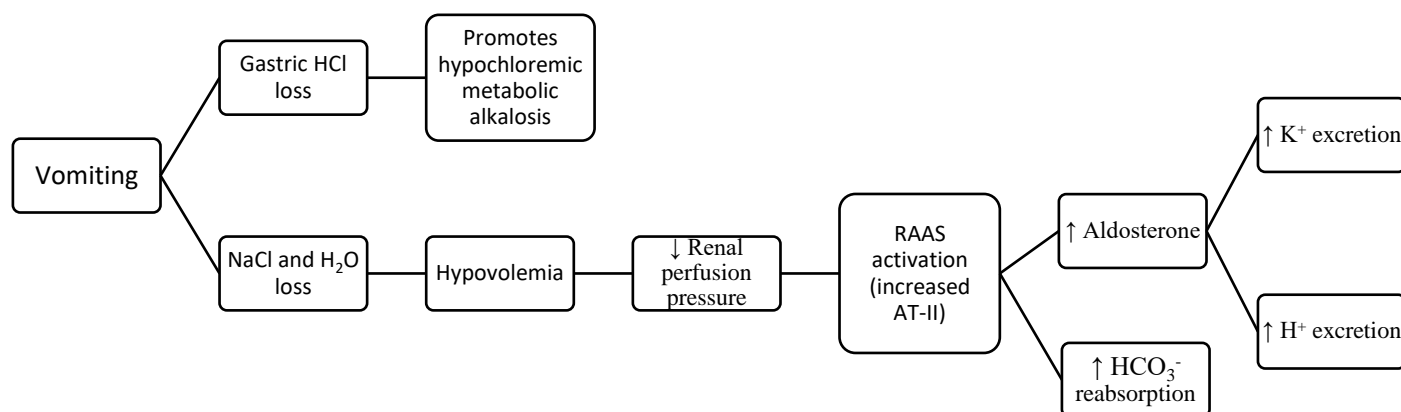 Vomiting
Gastric HCl
loss
Promotes
hypochloremic
metabolic
alkalosis
NaCl and H₂O
loss
Hypovolemia
↓ Renal
perfusion
pressure
RAAS
activation
(increased
AT-II)
↑ Aldosterone
↑ K⁺ excretion
↑ H⁺ excretion
↑ HCO₃⁻
reabsorption